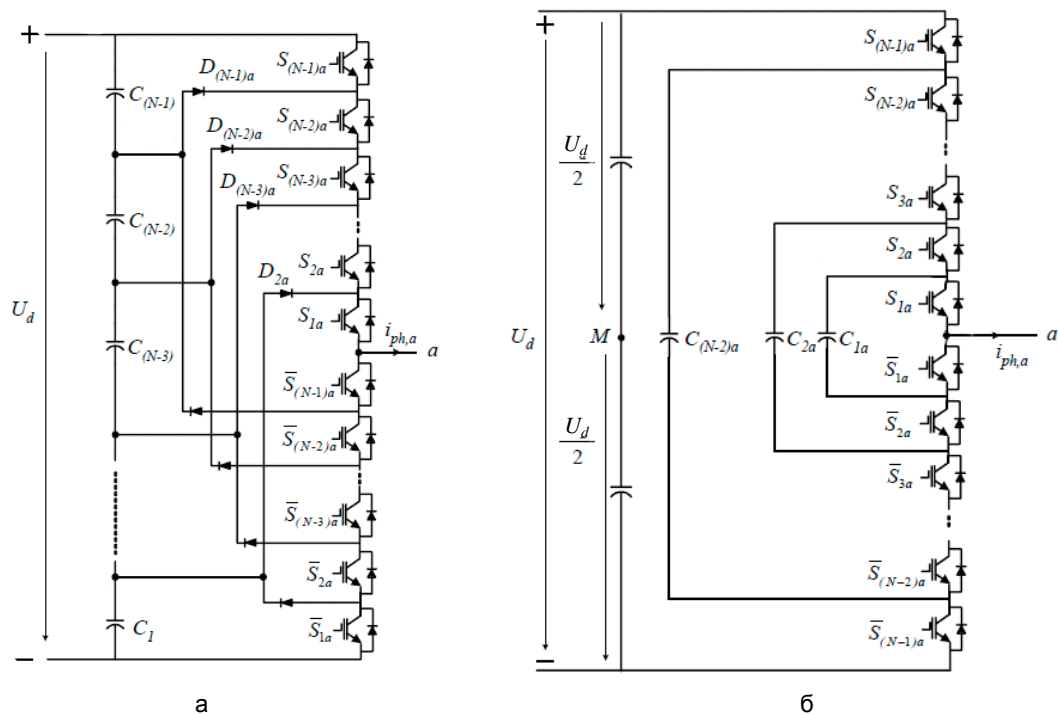 +
S(N-1)a
D(N-1)a
C(N-1)
S(N-2)a
D(N-2)a
S(N-3)a
D(N-3)a
C(N-2)
S2a
D2a
S1a
Ud
iph,a
a
C(N-3)
S̅(N-1)a
S̅(N-2)a
S̅(N-3)a
S̅2a
S̅1a
C1
−
а
+
S(N-1)a
S(N-2)a
Ud
2
S3a
S2a
S1a
Ud
M
C(N-2)a
C2a
C1a
a
iph,a
S̅1a
S̅2a
Ud
2
S̅3a
S̅(N−2)a
S̅(N−1)a
−
б